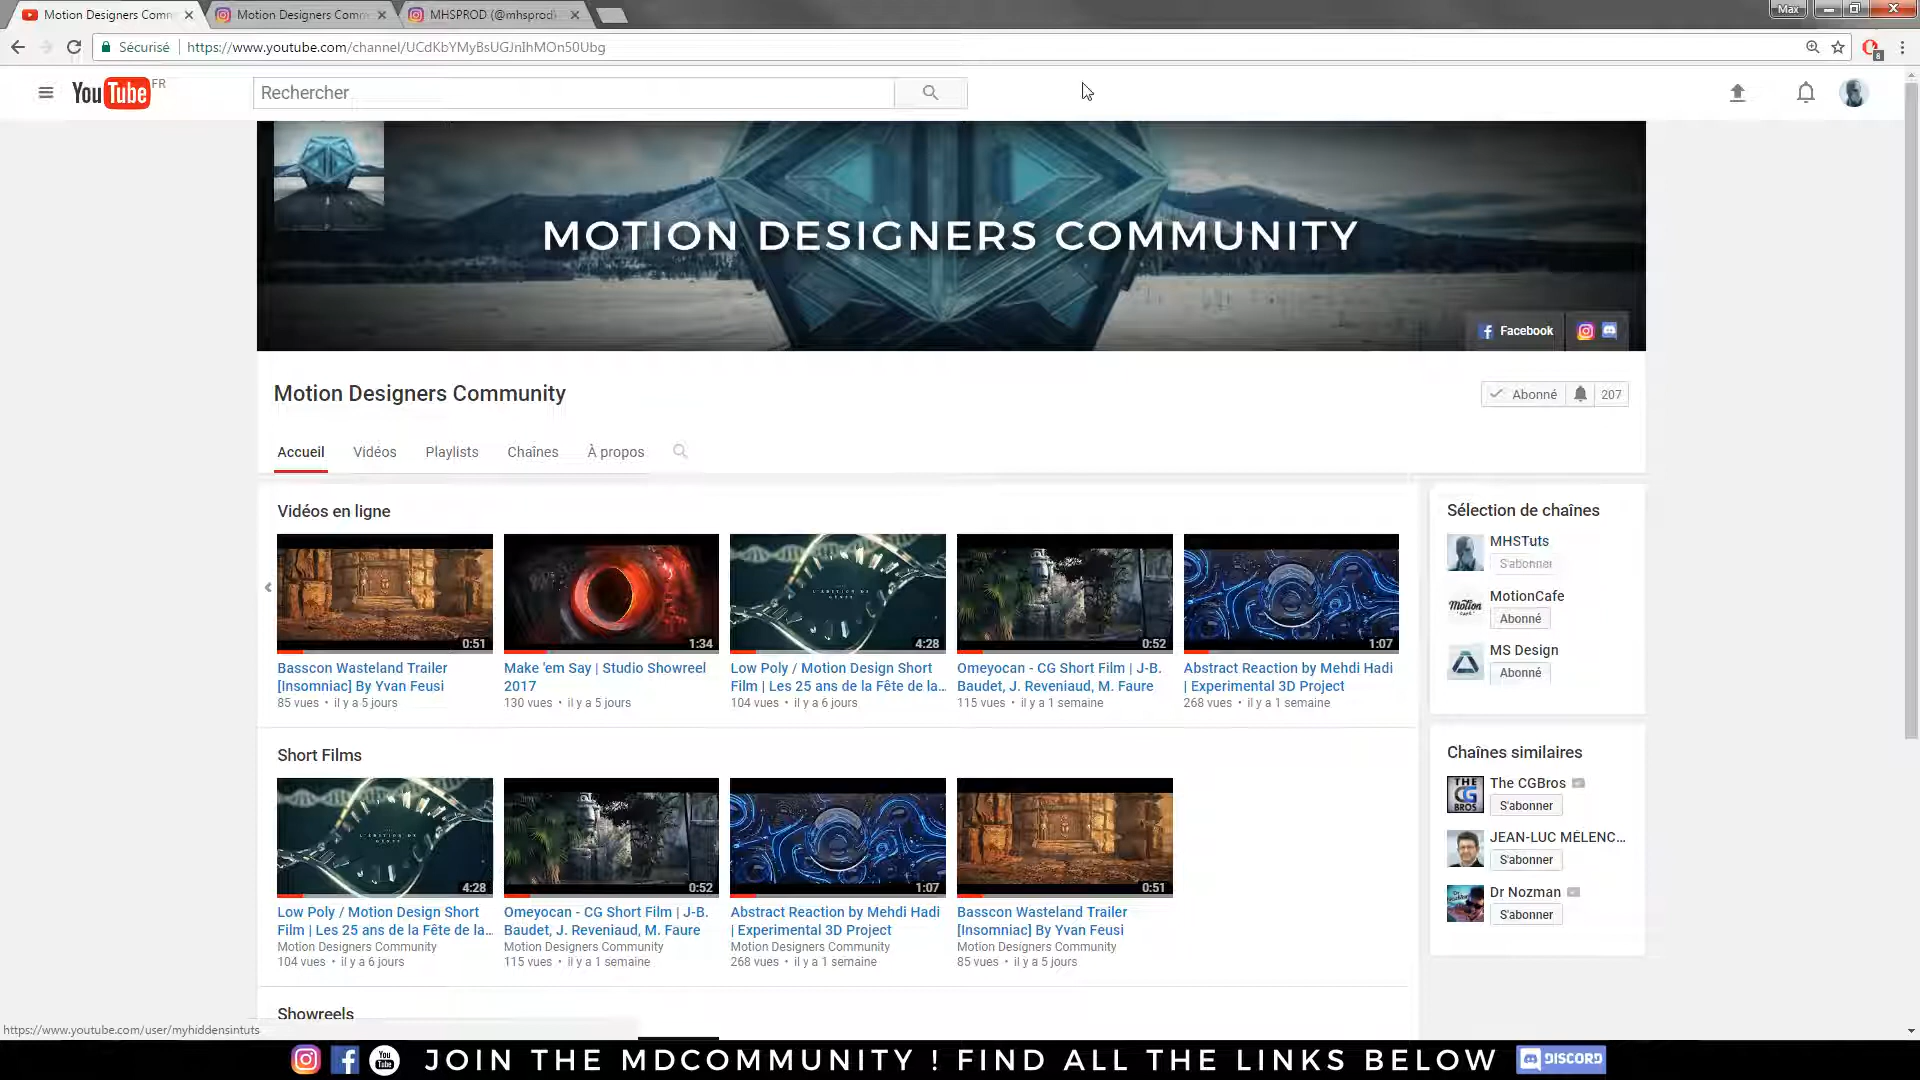 Motion Designers Comm
Motion Designers Comm
MHSPROD (@mhsprod)
Max
Sécurisé
https://www.youtube.com/channel/UCdKbYMyBsUGJnIhMOn50Ubg
8
YouTube FR
Rechercher
MOTION DESIGNERS COMMUNITY
Facebook
Motion Designers Community
Abonné
207
Accueil
Vidéos
Playlists
Chaînes
À propos
Vidéos en ligne
0:51
1:34
4:28
0:52
1:07
Basscon Wasteland Trailer
[Insomniac] By Yvan Feusi
85 vues • il y a 5 jours
Make 'em Say | Studio Showreel
2017
130 vues • il y a 5 jours
Low Poly / Motion Design Short
Film | Les 25 ans de la Fête de la...
104 vues • il y a 6 jours
Omeyocan - CG Short Film | J-B.
Baudet, J. Reveniaud, M. Faure
115 vues • il y a 1 semaine
Abstract Reaction by Mehdi Hadi
| Experimental 3D Project
268 vues • il y a 1 semaine
Short Films
4:28
0:52
1:07
0:51
Low Poly / Motion Design Short
Film | Les 25 ans de la Fête de la...
Motion Designers Community
104 vues • il y a 6 jours
Omeyocan - CG Short Film | J-B.
Baudet, J. Reveniaud, M. Faure
Motion Designers Community
115 vues • il y a 1 semaine
Abstract Reaction by Mehdi Hadi
| Experimental 3D Project
Motion Designers Community
268 vues • il y a 1 semaine
Basscon Wasteland Trailer
[Insomniac] By Yvan Feusi
Motion Designers Community
85 vues • il y a 5 jours
Showreels
Sélection de chaînes
MHSTuts
S'abonner
MotionCafe
Abonné
MS Design
Abonné
Chaînes similaires
THE CG BROS
The CGBros
S'abonner
JEAN-LUC MÉLENC...
S'abonner
Dr Nozman
S'abonner
https://www.youtube.com/user/myhiddensintuts
You Tube
JOIN THE MDCOMMUNITY ! FIND ALL THE LINKS BELOW
DISCORD